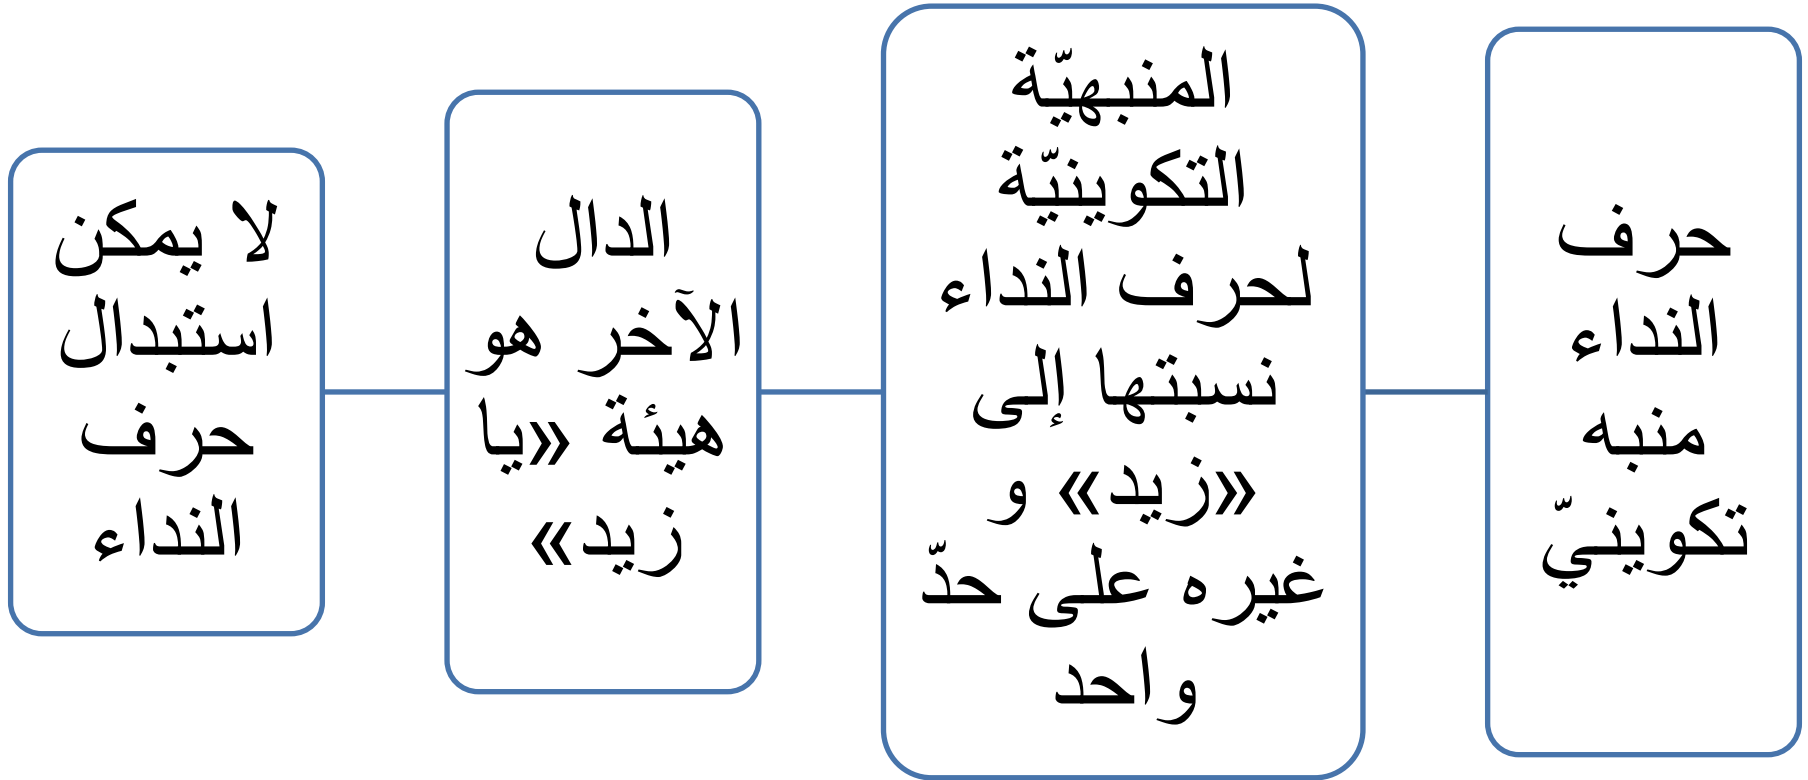 حرف
النداء
منبه
تكوينيّ
المنبهيّة
التكوينيّة
لحرف النداء
نسبتها إلى
«زيد» و
غيره على حدّ
واحد
الدال
الآخر هو
هيئة «يا
زيد»
لا يمكن
استبدال
حرف
النداء